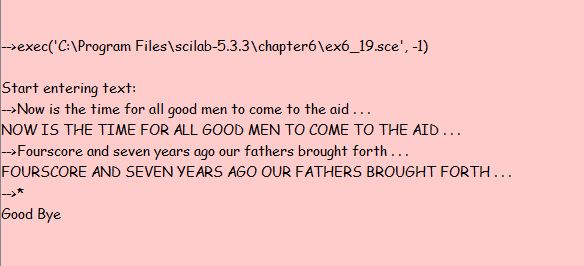 -->exec('C:\Program Files\scilab-5.3.3\chapter6\ex6_19.sce', -1)
Start entering text:
-->Now is the time for all good men to come to the aid . . .
NOW IS THE TIME FOR ALL GOOD MEN TO COME TO THE AID . . .
-->Fourscore and seven years ago our fathers brought forth . . .
FOURSCORE AND SEVEN YEARS AGO OUR FATHERS BROUGHT FORTH . . .
-->*
Good Bye